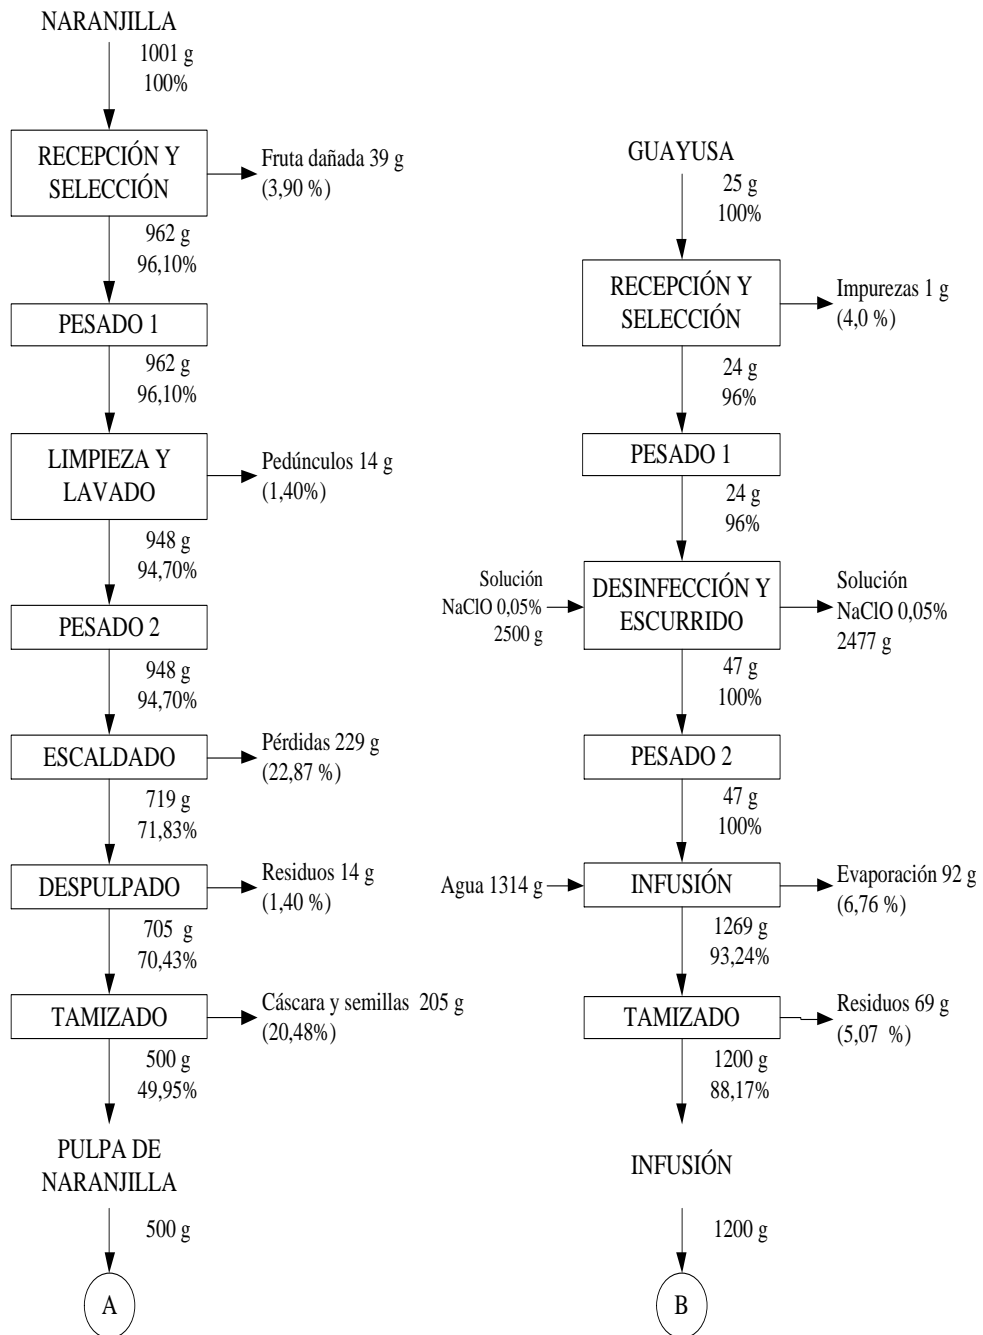 NARANJILLA
1001 g
100%
RECEPCIÓN Y
SELECCIÓN
Fruta dañada 39 g
(3,90 %)
962 g
96,10%
PESADO 1
962 g
96,10%
LIMPIEZA Y
LAVADO
Pedúnculos 14 g
(1,40%)
948 g
94,70%
PESADO 2
948 g
94,70%
ESCALDADO
Pérdidas 229 g
(22,87 %)
719 g
71,83%
DESPULPADO
Residuos 14 g
(1,40 %)
705 g
70,43%
TAMIZADO
Cáscara y semillas 205 g
(20,48%)
500 g
49,95%
PULPA DE
NARANJILLA
500 g
A
GUAYUSA
25 g
100%
RECEPCIÓN Y
SELECCIÓN
Impurezas 1 g
(4,0 %)
24 g
96%
PESADO 1
24 g
96%
Solución
NaClO 0,05%
2500 g
DESINFECCIÓN Y
ESCURRIDO
Solución
NaClO 0,05%
2477 g
47 g
100%
PESADO 2
47 g
100%
Agua 1314 g
INFUSIÓN
Evaporación 92 g
(6,76 %)
1269 g
93,24%
TAMIZADO
Residuos 69 g
(5,07 %)
1200 g
88,17%
INFUSIÓN
1200 g
B